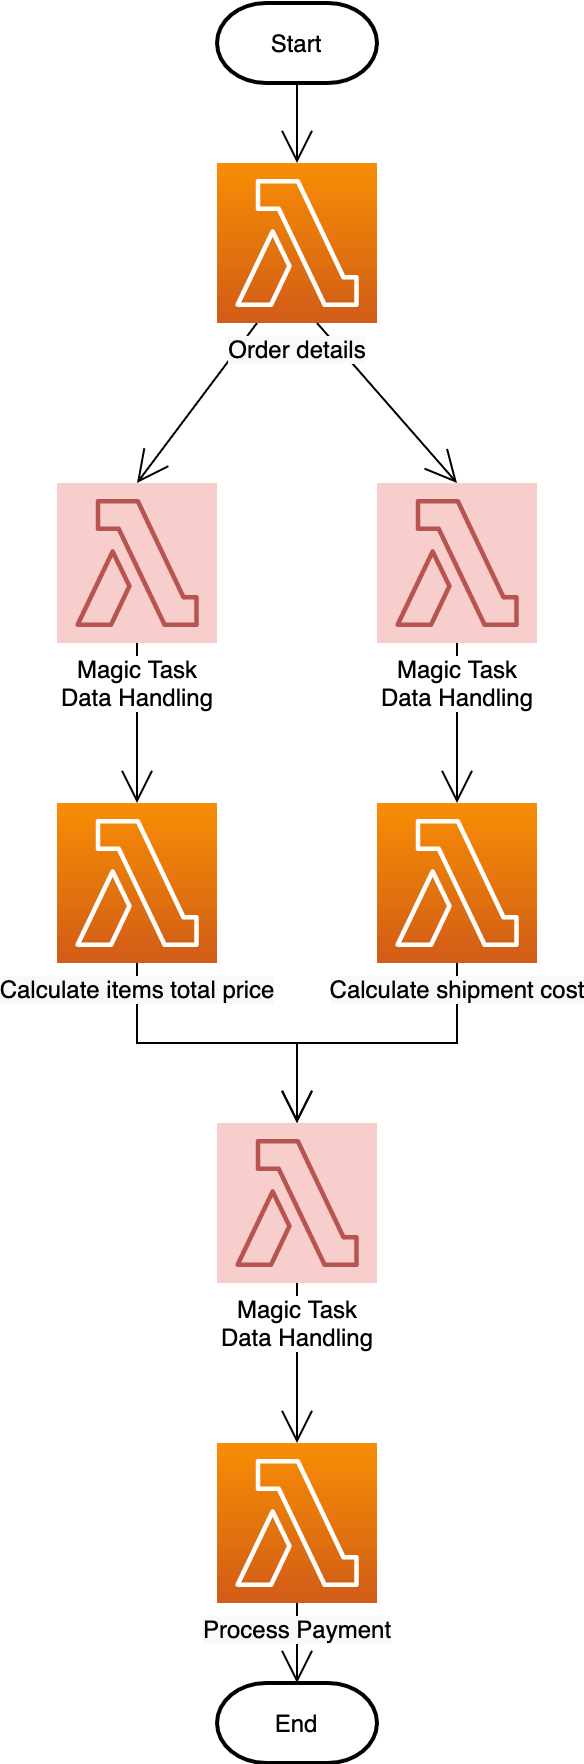 Start
Order details
Magic Task
Data Handling
Magic Task
Data Handling
Calculate items total price
Calculate shipment cost
Magic Task
Data Handling
Process Payment
End